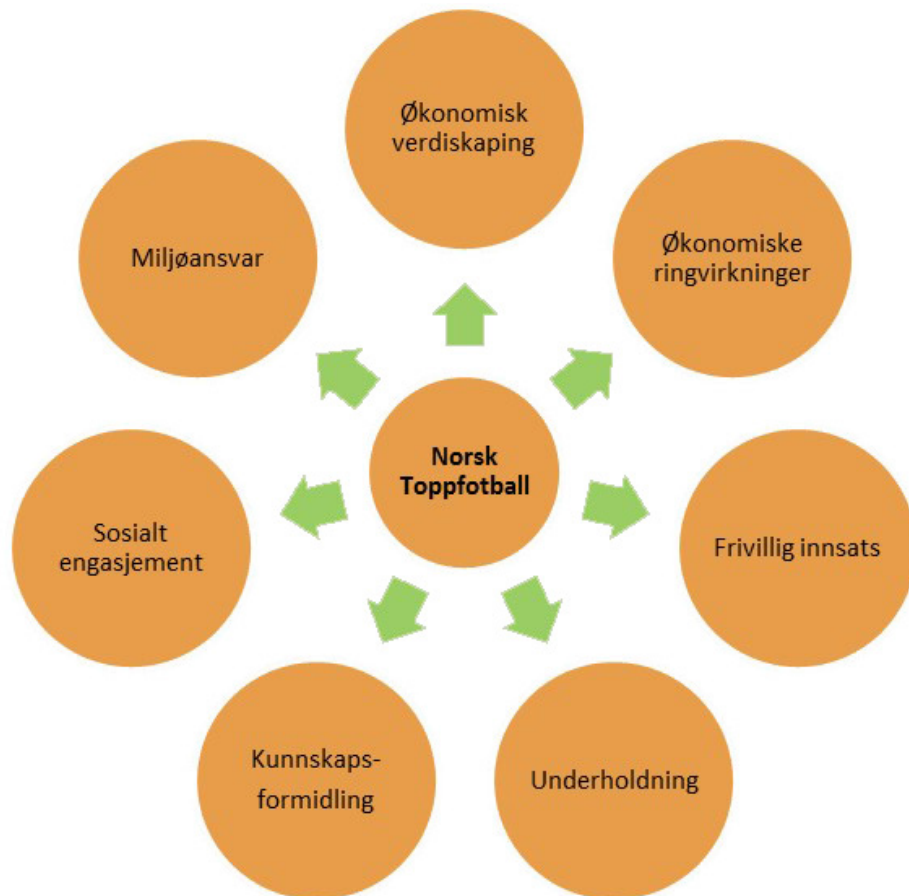 Økonomisk
verdiskaping
Økonomiske
ringvirkninger
Frivillig innsats
Underholdning
Kunnskaps-
formidling
Sosialt
engasjement
Miljøansvar
Norsk
Toppfotball